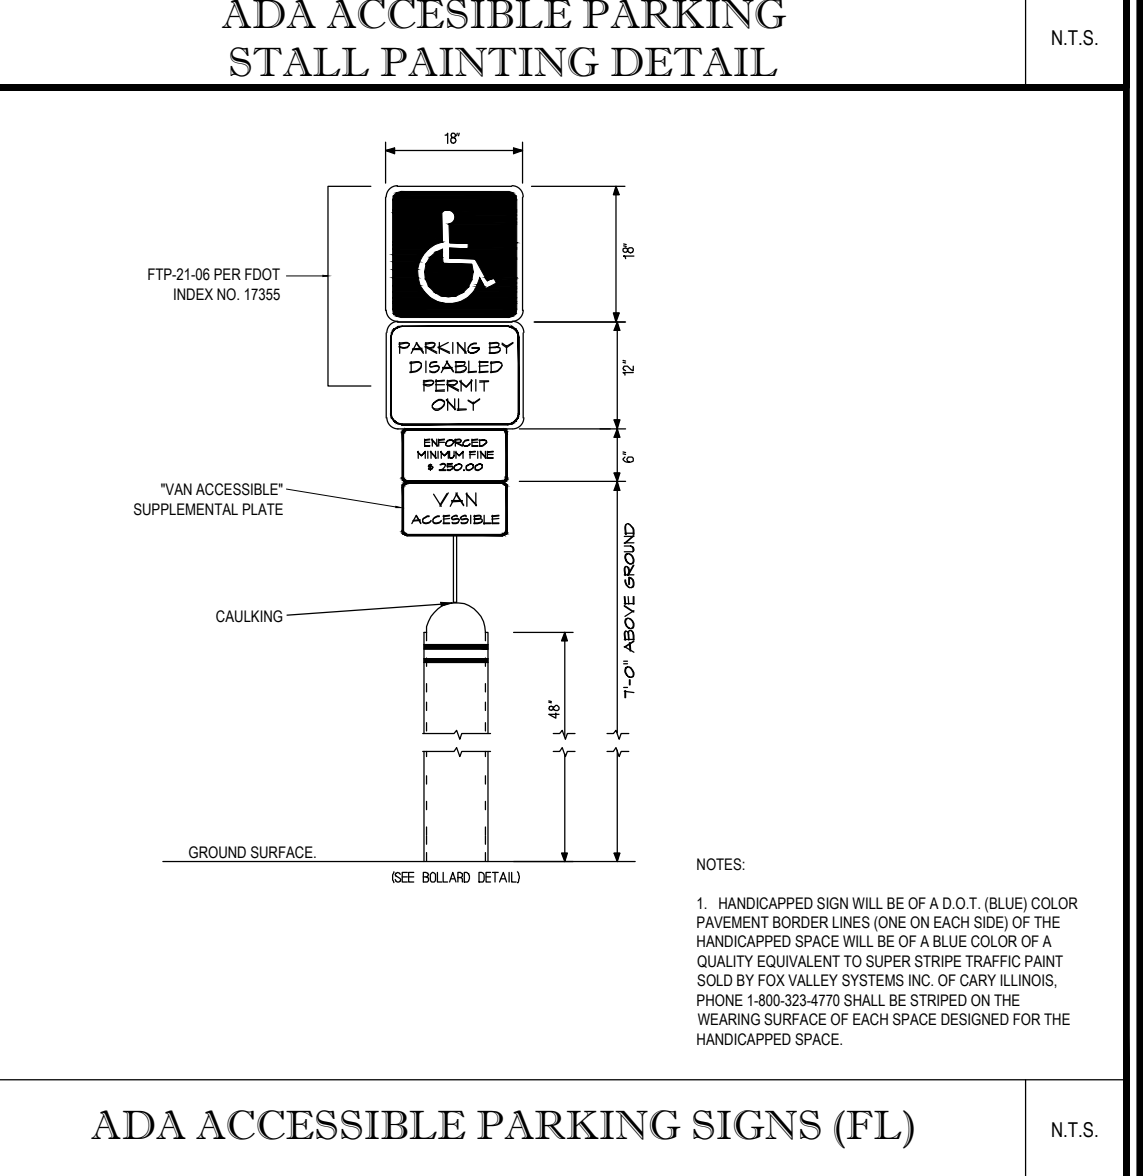 ADA ACCESIBLE PARKING
STALL PAINTING DETAIL
N.T.S.
18"
FTP-21-06 PER FDOT
INDEX NO. 17355
18"
PARKING BY
DISABLED
PERMIT
ONLY
12"
ENFORCED
MINIMUM FINE
$ 250.00
6"
"VAN ACCESSIBLE"
SUPPLEMENTAL PLATE
VAN
ACCESSIBLE
7'-0" ABOVE GROUND
CAULKING
48"
GROUND SURFACE.
(SEE BOLLARD DETAIL)
NOTES:
1. HANDICAPPED SIGN WILL BE OF A D.O.T. (BLUE) COLOR
PAVEMENT BORDER LINES (ONE ON EACH SIDE) OF THE
HANDICAPPED SPACE WILL BE OF A BLUE COLOR OF A
QUALITY EQUIVALENT TO SUPER STRIPE TRAFFIC PAINT
SOLD BY FOX VALLEY SYSTEMS INC. OF CARY ILLINOIS,
PHONE 1-800-323-4770 SHALL BE STRIPED ON THE
WEARING SURFACE OF EACH SPACE DESIGNED FOR THE
HANDICAPPED SPACE.
ADA ACCESSIBLE PARKING SIGNS (FL)
N.T.S.